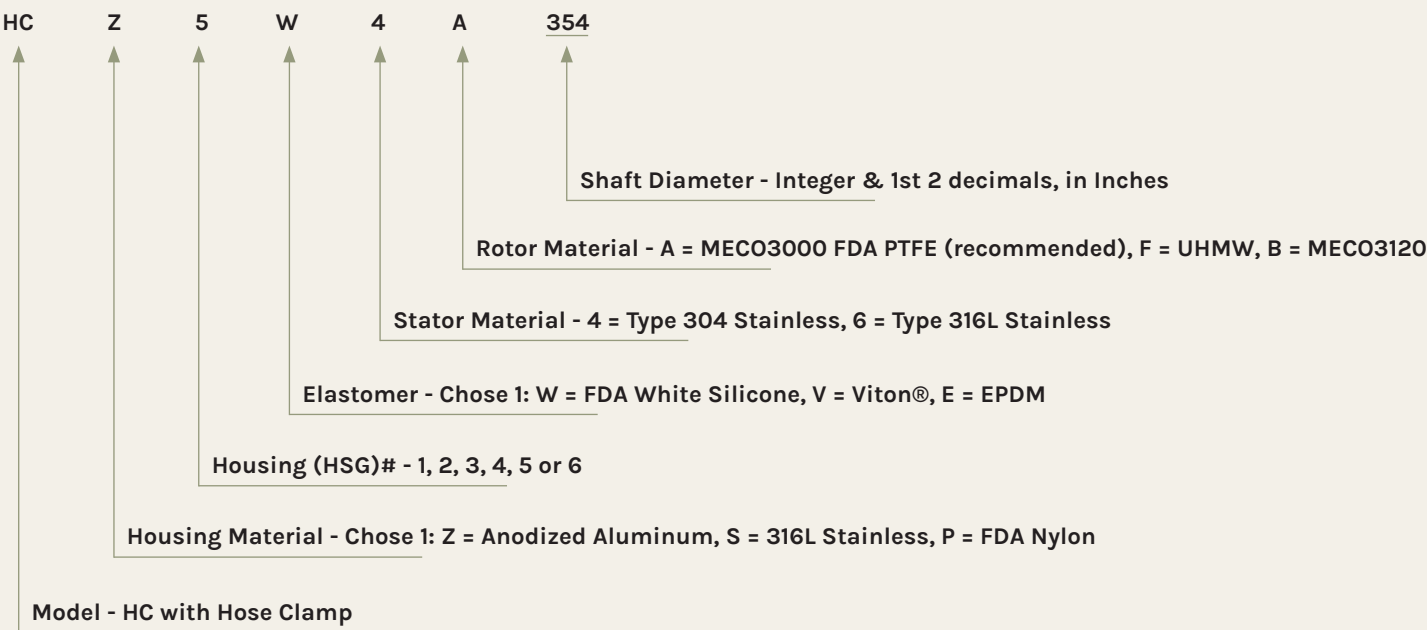 HC Z 5 W 4 A 354
Shaft Diameter - Integer & 1st 2 decimals, in Inches
Rotor Material - A = MECO3000 FDA PTFE (recommended), F = UHMW, B = MECO3120
Stator Material - 4 = Type 304 Stainless, 6 = Type 316L Stainless
Elastomer - Chose 1: W = FDA White Silicone, V = Viton®, E = EPDM
Housing (HSG)# - 1, 2, 3, 4, 5 or 6
Housing Material - Chose 1: Z = Anodized Aluminum, S = 316L Stainless, P = FDA Nylon
Model - HC with Hose Clamp